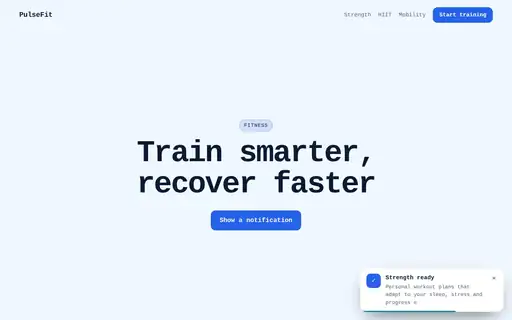 PulseFit
Strength HIIT Mobility Start training
FITNESS
Train smarter,
recover faster
Show a notification
Strength ready ×
Personal workout plans that
adapt to your sleep, stress and
progress